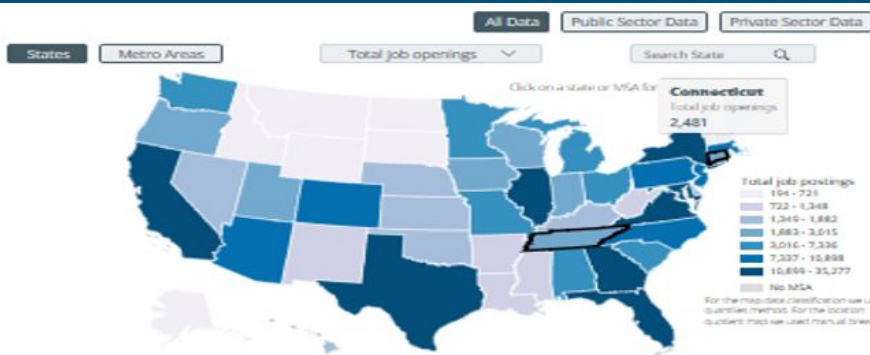 All Data Public Sector Data Private Sector Data
States Metro Areas Total job openings Search State
Click on a state or MSA for
Connecticut
Total job openings
2,481
Total job postings
194 - 721
722 - 1,348
1,349 - 1,882
1,883 - 3,015
3,016 - 7,336
7,337 - 10,898
10,899 - 35,277
No MSA
For the map data classification we u
quantiles method. For the location
quotient map we used manual brea